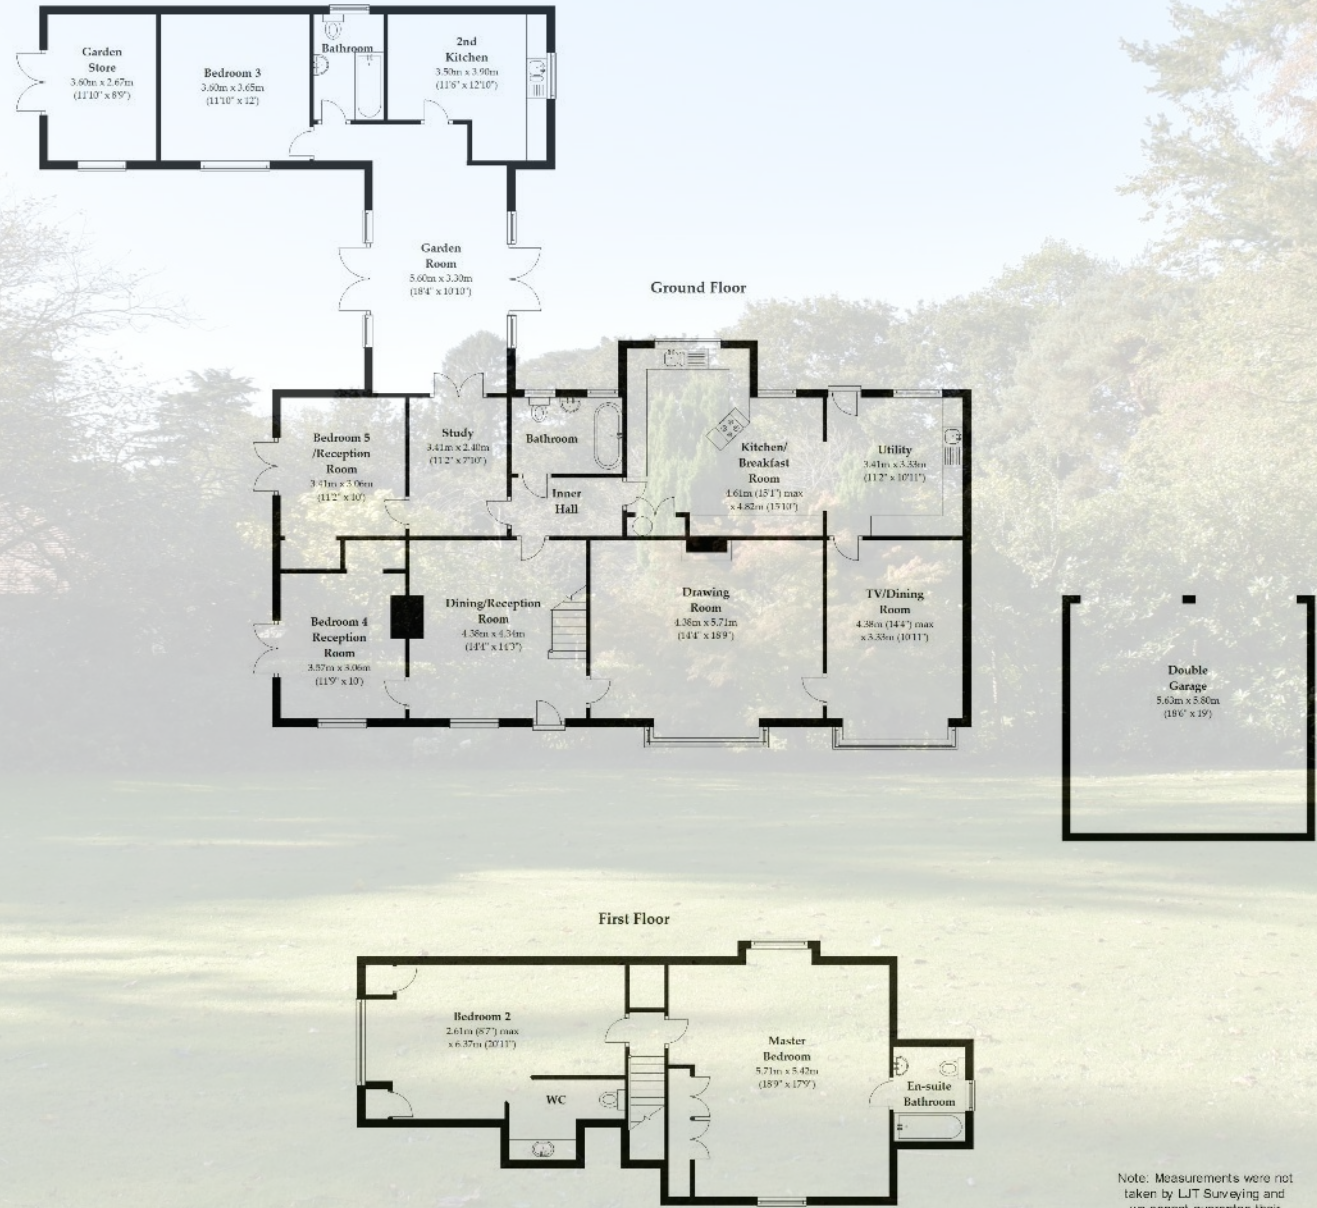 Garden
Store
3.60m x 2.67m
(11'10" x 8'9")
Bedroom 3
3.60m x 3.65m
(11'10" x 12')
Bathroom
2nd
Kitchen
3.50m x 3.90m
(11'6" x 12'10")
Garden
Room
5.60m x 3.30m
(18'4" x 10'10")
Ground Floor
Bedroom 5
/Reception
Room
3.41m x 3.06m
(11'2" x 10')
Study
3.41m x 2.40m
(11'2" x 7'10")
Bathroom
Inner
Hall
Kitchen/
Breakfast
Room
4.61m (15'1") max
x 4.82m (15'10")
Utility
3.41m x 3.33m
(11'2" x 10'11")
Bedroom 4
Reception
Room
3.57m x 3.06m
(11'9" x 10')
Dining/Reception
Room
4.38m x 4.34m
(14'4" x 14'3")
Drawing
Room
4.38m x 5.71m
(14'4" x 18'9")
TV/Dining
Room
4.38m (14'4") max
x 3.33m (10'11")
Double
Garage
5.63m x 5.80m
(18'6" x 19')
First Floor
Bedroom 2
2.61m (8'7") max
x 6.37m (20'11")
WC
Master
Bedroom
5.71m x 5.42m
(18'9" x 17'9")
En-suite
Bathroom
Note: Measurements were not
taken by LJT Surveying and
we cannot guarantee their